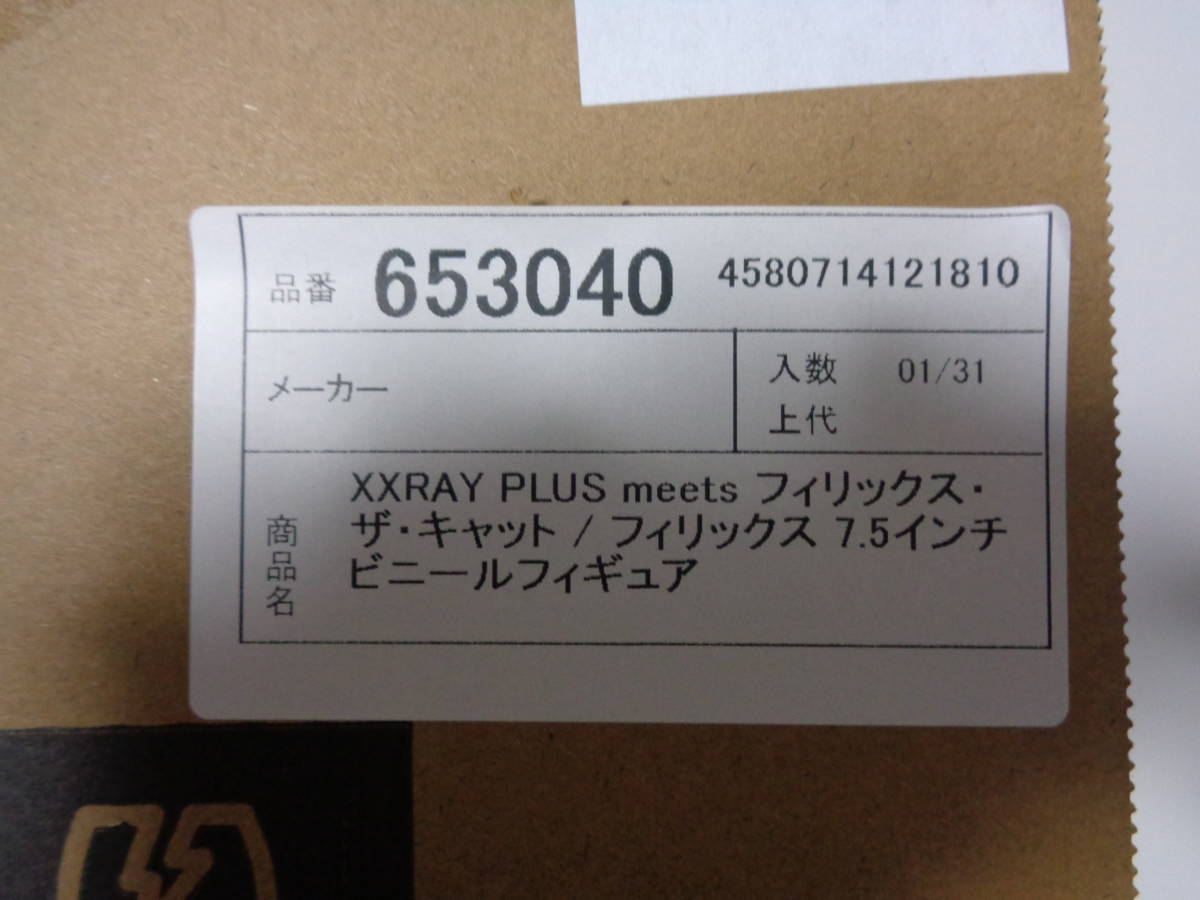 品番 653040 4580714121810
メーカー
入数 01/31
上代
商品名
XXRAY PLUS meets フィリックス・
ザ・キャット / フィリックス 7.5インチ
ビニールフィギュア